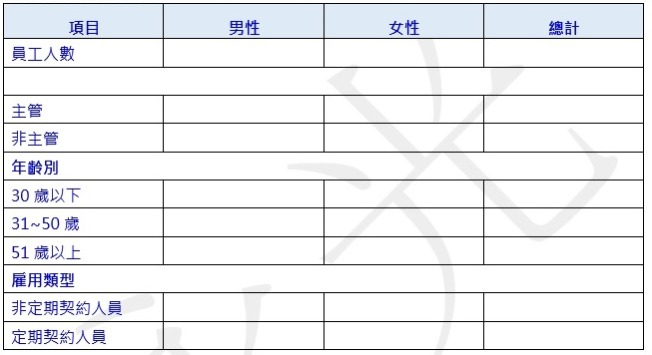 項目 男性 女性 總計
員工人數
主管
非主管
年齡別
30 歲以下
31~50 歲
51 歲以上
雇用類型
非定期契約人員
定期契約人員